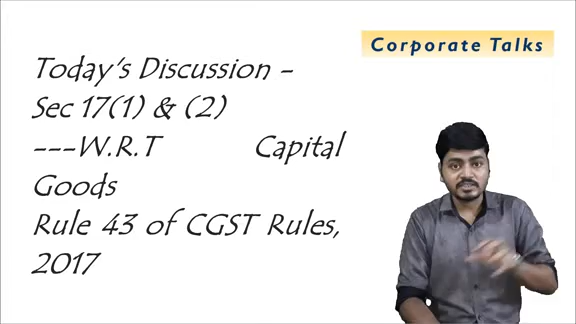 Corporate Talks
Today's Discussion –
Sec 17(1) & (2)
---W.R.T Capital
Goods
Rule 43 of CGST Rules,
2017